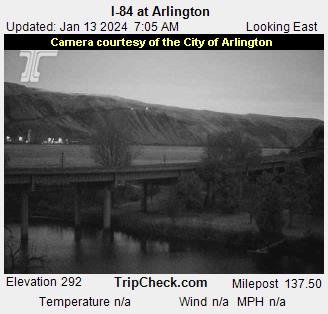 I-84 at Arlington
Updated: Jan 13 2024 7:05 AM Looking East
Camera courtesy of the City of Arlington
Elevation 292 TripCheck.com Milepost 137.50
Temperature n/a Wind n/a MPH n/a